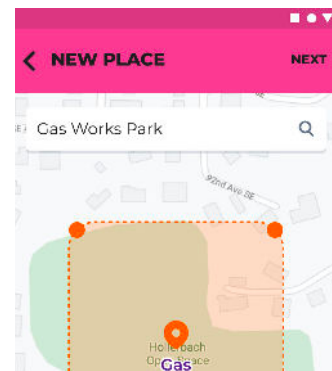 NEW PLACE
NEXT
Gas Works Park
92nd Ave SE
Hollerbach
Open Space
Gas